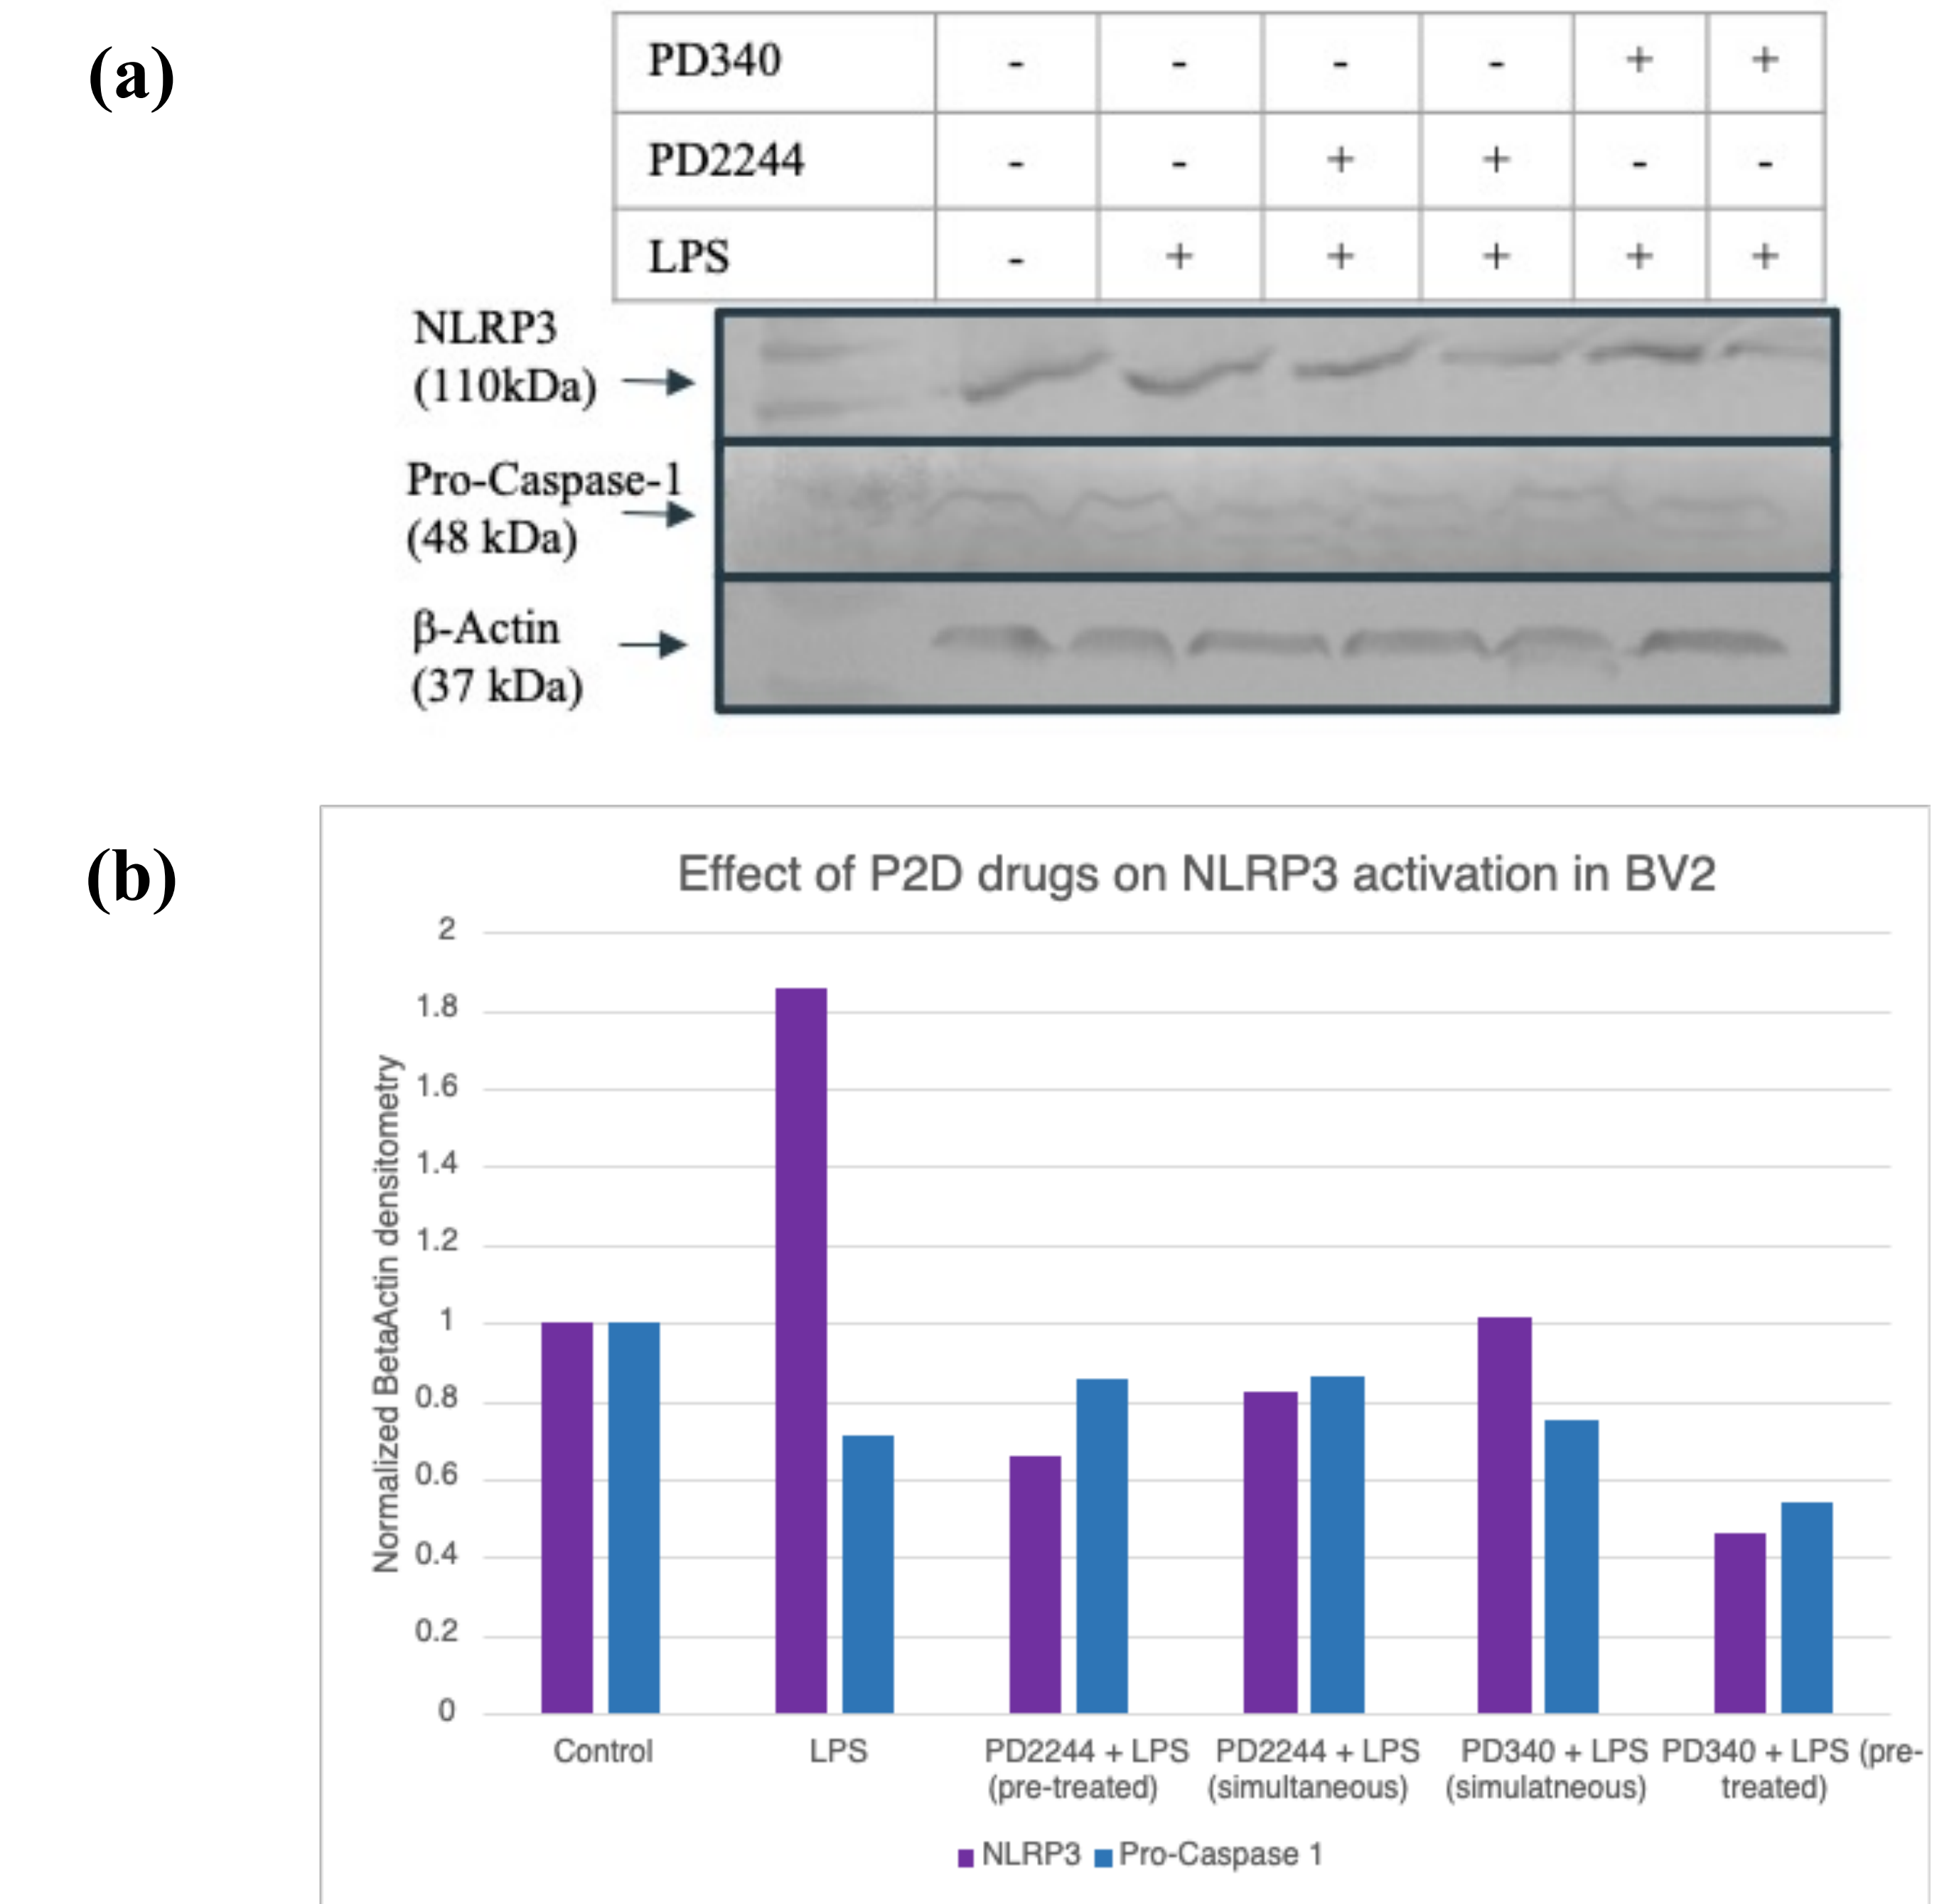 (a)
PD340 - - - - + +
PD2244 - - + + - -
LPS - + + + + +
NLRP3
(110kDa)
Pro-Caspase-1
(48 kDa)
β-Actin
(37 kDa)
(b)
Effect of P2D drugs on NLRP3 activation in BV2
Normalized BetaActin densitometry
2
1.8
1.6
1.4
1.2
1
0.8
0.6
0.4
0.2
0
Control
LPS
PD2244 + LPS
(pre-treated)
PD2244 + LPS
(simultaneous)
PD340 + LPS
(simulatneous)
PD340 + LPS (pre-
treated)
NLRP3 Pro-Caspase 1